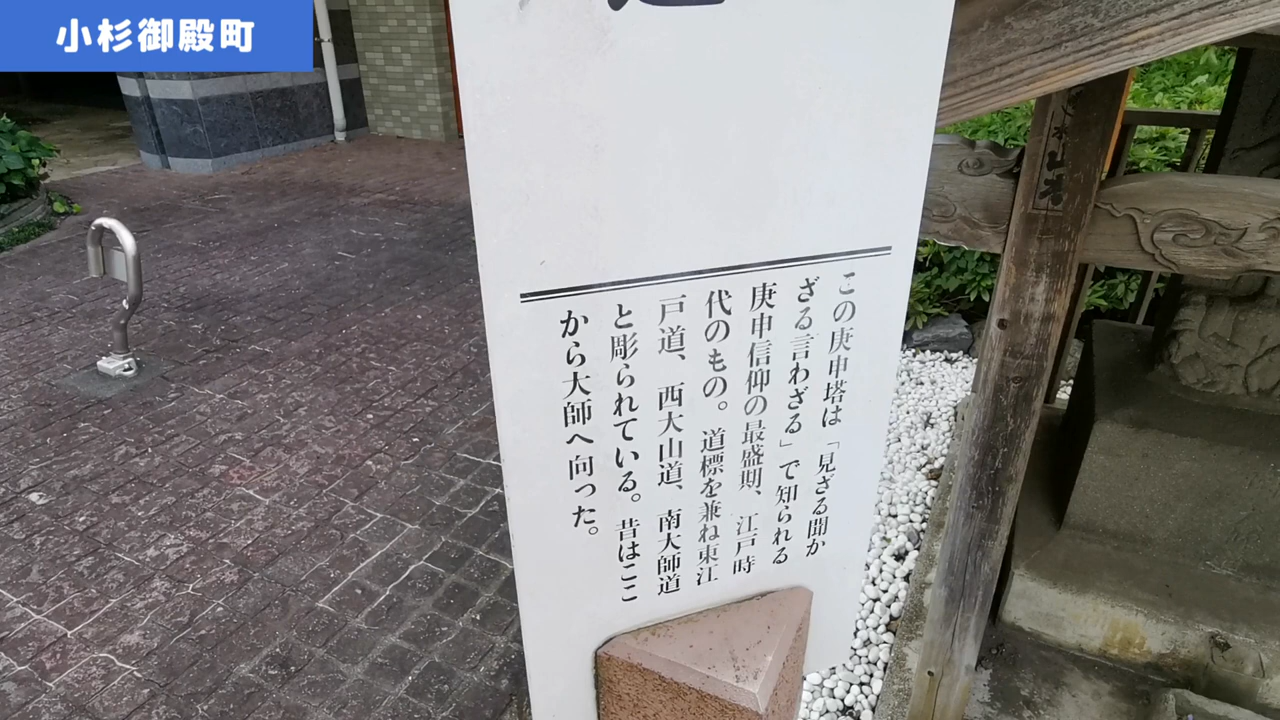 小杉御殿町
この庚申塔は「見ざる聞か
ざる言わざる」で知られる
庚申信仰の最盛期、江戸時
代のもの。道標を兼ね東江
戸道、西大山道、南大師道
と彫られている。昔はここ
から大師へ向った。